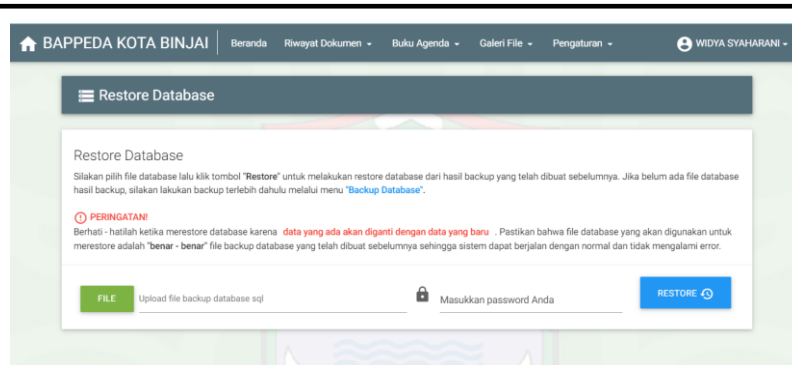 BAPPEDA KOTA BINJAI Beranda Riwayat Dokumen Buku Agenda Galeri File Pengaturan WIDYA SYAHARANI
Restore Database
Restore Database
Silakan pilih file database lalu klik tombol "Restore" untuk melakukan restore database dari hasil backup yang telah dibuat sebelumnya. Jika belum ada file database
hasil backup, silakan lakukan backup terlebih dahulu melalui menu "Backup Database".
PERINGATAN!
Berhati - hatilah ketika merestore database karena data yang ada akan diganti dengan data yang baru . Pastikan bahwa file database yang akan digunakan untuk
merestore adalah "benar - benar" file backup database yang telah dibuat sebelumnya sehingga sistem dapat berjalan dengan normal dan tidak mengalami error.
FILE Upload file backup database sql Masukkan password Anda RESTORE